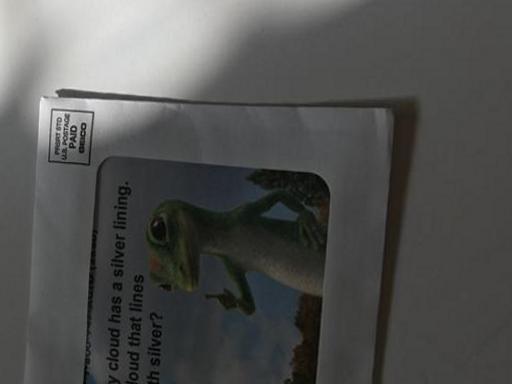 PRSRT STD
U.S. POSTAGE
PAID
GEICO
y cloud has a silver lining.
loud that lines
th silver?